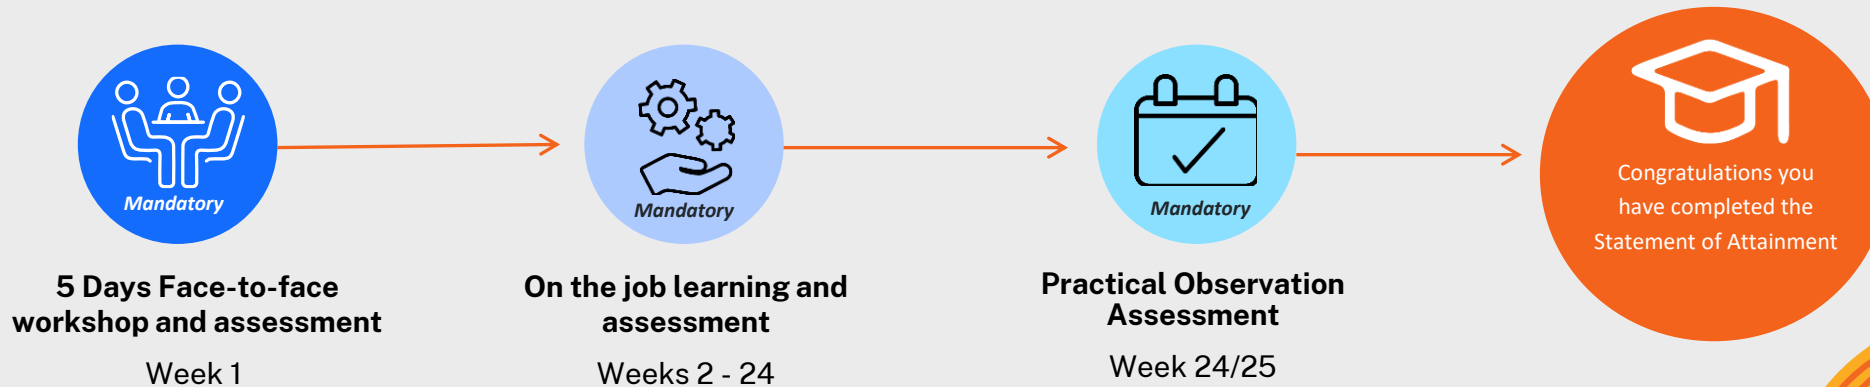 Mandatory
5 Days Face-to-face
workshop and assessment
Week 1
Mandatory
On the job learning and
assessment
Weeks 2 - 24
Mandatory
Practical Observation
Assessment
Week 24/25
Congratulations you
have completed the
Statement of Attainment